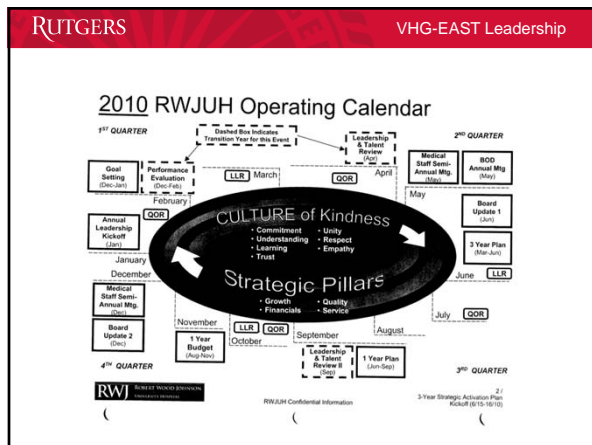 RUTGERS
VHG-EAST Leadership
2010 RWJUH Operating Calendar
1ST QUARTER
Dashed Box Indicates
Transition Year for this Event
Leadership
& Talent
Review
(Apr)
2ND QUARTER
Goal
Setting
(Dec-Jan)
Performance
Evaluation
(Dec-Feb)
LLR
March
QOR
April
Medical
Staff Semi-
Annual Mtg
(May)
BOD
Annual Mtg
(May)
February
May
QOR
Annual
Leadership
Kickoff
(Jan)
Board
Update 1
(Jun)
3 Year Plan
(Mar-Jun)
CULTURE of Kindness
• Commitment
• Understanding
• Learning
• Trust
• Unity
• Respect
• Empathy
January
December
June
LLR
Strategic Pillars
• Growth
• Financials
• Quality
• Service
Medical
Staff Semi-
Annual Mtg.
(Dec)
Board
Update 2
(Dec)
November
1 Year
Budget
(Aug-Nov)
LLR
QOR
October
September
August
July
QOR
Leadership
& Talent
Review II
(Sep)
1 Year Plan
(Jun-Sep)
4TH QUARTER
3RD QUARTER
RWJ
ROBERT WOOD JOHNSON
UNIVERSITY HOSPITAL
RWJUH Confidential Information
2 /
3-Year Strategic Activation Plan
Kickoff (6/15-16/10)